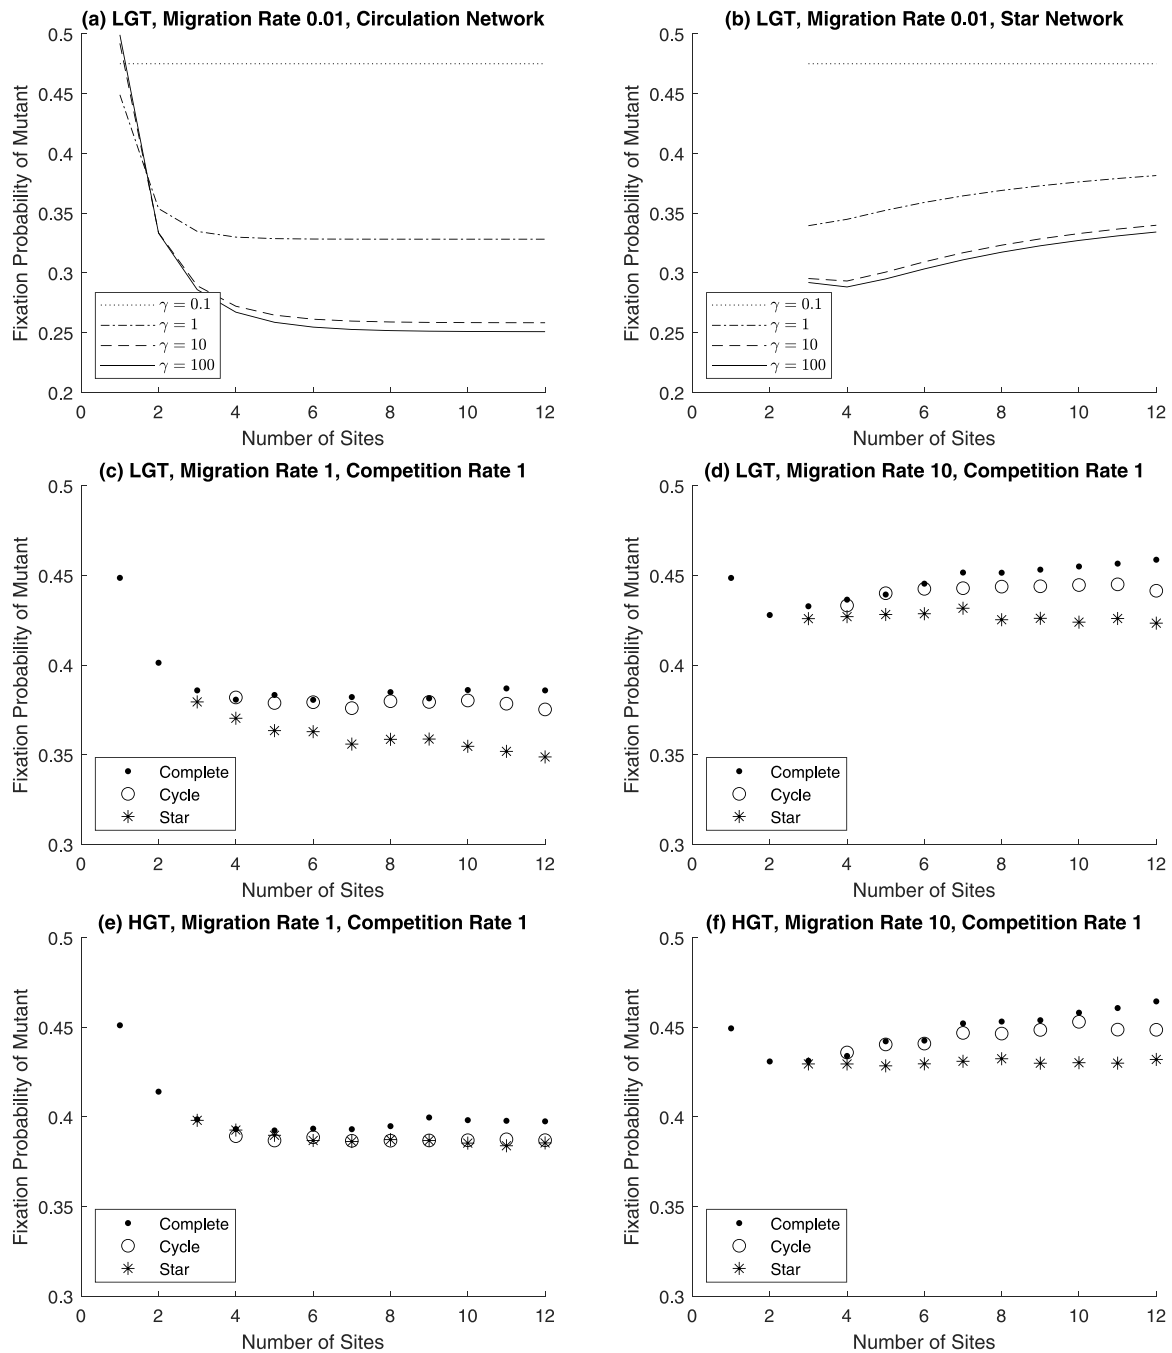 (a) LGT, Migration Rate 0.01, Circulation Network
Fixation Probability of Mutant
0.5
0.45
0.4
0.35
0.3
0.25
0.2
γ = 0.1
γ = 1
γ = 10
γ = 100
0 2 4 6 8 10 12
Number of Sites
(b) LGT, Migration Rate 0.01, Star Network
Fixation Probability of Mutant
0.5
0.45
0.4
0.35
0.3
0.25
0.2
γ = 0.1
γ = 1
γ = 10
γ = 100
0 2 4 6 8 10 12
Number of Sites
(c) LGT, Migration Rate 1, Competition Rate 1
Fixation Probability of Mutant
0.5
0.45
0.4
0.35
0.3
Complete
Cycle
Star
0 2 4 6 8 10 12
Number of Sites
(d) LGT, Migration Rate 10, Competition Rate 1
Fixation Probability of Mutant
0.5
0.45
0.4
0.35
0.3
Complete
Cycle
Star
0 2 4 6 8 10 12
Number of Sites
(e) HGT, Migration Rate 1, Competition Rate 1
Fixation Probability of Mutant
0.5
0.45
0.4
0.35
0.3
Complete
Cycle
Star
0 2 4 6 8 10 12
Number of Sites
(f) HGT, Migration Rate 10, Competition Rate 1
Fixation Probability of Mutant
0.5
0.45
0.4
0.35
0.3
Complete
Cycle
Star
0 2 4 6 8 10 12
Number of Sites